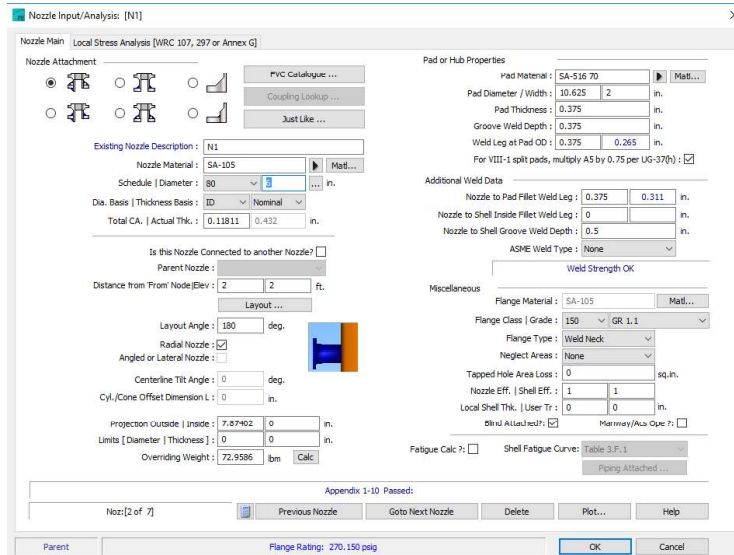 Nozzle Input/Analysis: [N1]
Nozzle Main
Local Stress Analysis [WRC 107, 297 or Annex G]
Nozzle Attachment
FVC Catalogue ...
Coupling Lookup ...
Just Like ...
Existing Nozzle Description : N1
Nozzle Material : SA-105 Matl...
Schedule | Diameter : 80 6 ... in.
Dia. Basis | Thickness Basis : ID Nominal
Total CA. | Actual Thk. : 0.11811 0.432 in.
Is this Nozzle Connected to another Nozzle?
Parent Nozzle :
Distance from 'From' Node|Elev : 2 2 ft.
Layout ...
Layout Angle : 180 deg.
Radial Nozzle :
Angled or Lateral Nozzle :
Centerline Tilt Angle : 0 deg.
Cyl./Cone Offset Dimension L : 0 in.
Projection Outside | Inside : 7.87402 0 in.
Limits [ Diameter | Thickness ] : 0 0 in.
Overriding Weight : 72.9586 lbm Calc
Pad or Hub Properties
Pad Material : SA-516 70 Matl...
Pad Diameter / Width : 10.625 2 in.
Pad Thickness : 0.375 in.
Groove Weld Depth : 0.375 in.
Weld Leg at Pad OD : 0.375 0.265 in.
For VIII-1 split pads, multiply A5 by 0.75 per UG-37(h) :
Additional Weld Data
Nozzle to Pad Fillet Weld Leg : 0.375 0.311 in.
Nozzle to Shell Inside Fillet Weld Leg : 0 in.
Nozzle to Shell Groove Weld Depth : 0.5 in.
ASME Weld Type : None
Weld Strength OK
Miscellaneous
Flange Material : SA-105 Matl...
Flange Class | Grade : 150 GR 1.1
Flange Type : Weld Neck
Neglect Areas : None
Tapped Hole Area Loss : 0 sq.in.
Nozzle Eff. | Shell Eff. : 1 1
Local Shell Thk. | User Tr : 0 0 in.
Blind Attached?: Manway/Acs Ope ?:
Fatigue Calc ?: Shell Fatigue Curve: Table 3.F.1
Piping Attached ...
Appendix 1-10 Passed:
Noz:[2 of 7] Previous Nozzle Goto Next Nozzle Delete Plot... Help
Parent Flange Rating: 270.150 psig OK Cancel